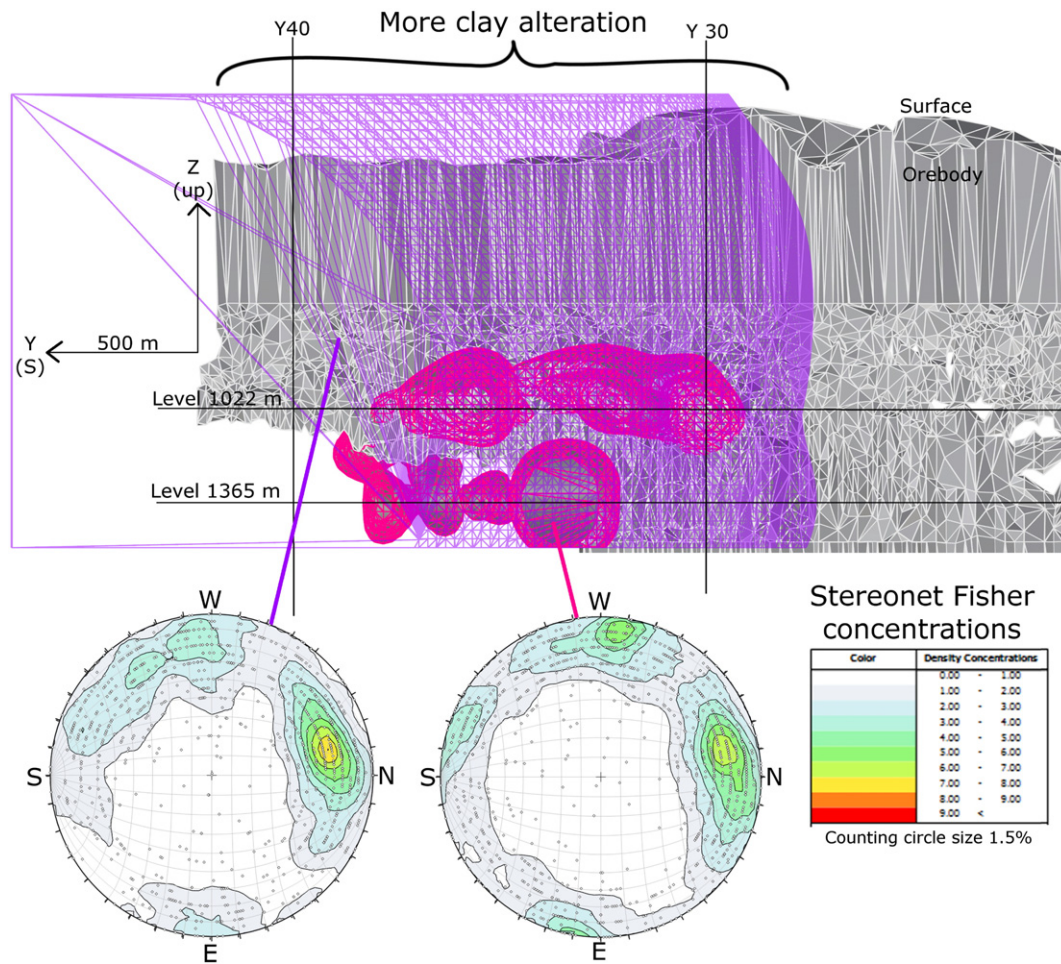 More clay alteration
Y40
Y 30
Surface
Orebody
Z
(up)
Y
(S)
500 m
Level 1022 m
Level 1365 m
W
S
N
E
W
S
N
E
Stereonet Fisher
concentrations
Color Density Concentrations
0.00 - 1.00
1.00 - 2.00
2.00 - 3.00
3.00 - 4.00
4.00 - 5.00
5.00 - 6.00
6.00 - 7.00
7.00 - 8.00
8.00 - 9.00
9.00 <
Counting circle size 1.5%